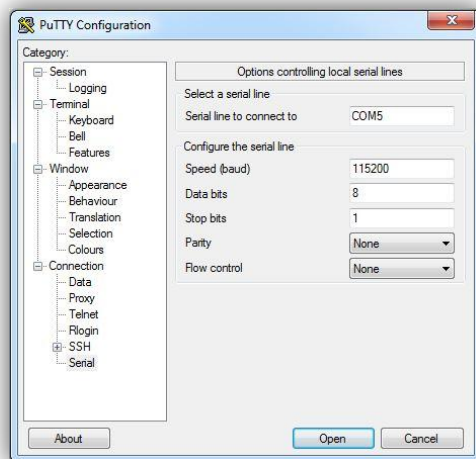 PuTTY Configuration
Category:
Session
Logging
Terminal
Keyboard
Bell
Features
Window
Appearance
Behaviour
Translation
Selection
Colours
Connection
Data
Proxy
Telnet
Rlogin
SSH
Serial
Options controlling local serial lines
Select a serial line
Serial line to connect to COM5
Configure the serial line
Speed (baud) 115200
Data bits 8
Stop bits 1
Parity None
Flow control None
About Open Cancel